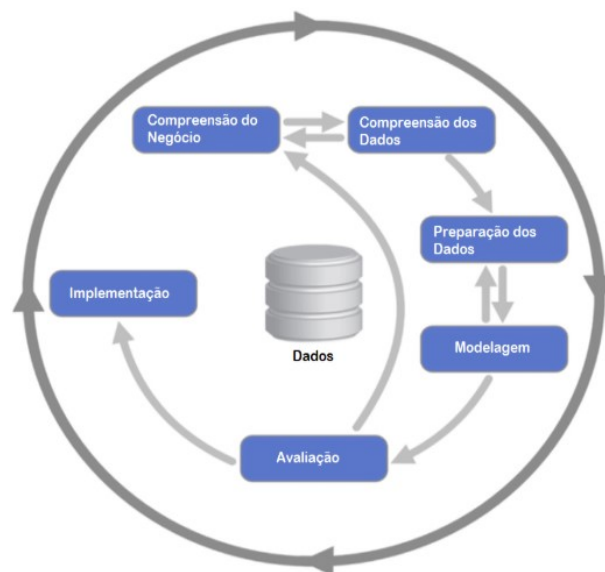 Compreensão do
Negócio
Compreensão dos
Dados
Preparação dos
Dados
Implementação
Dados
Modelagem
Avaliação